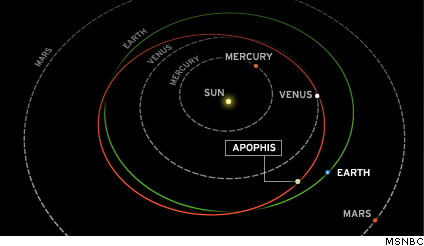 MARS
EARTH
VENUS
MERCURY
MERCURY
SUN
VENUS
APOPHIS
EARTH
MARS
MSNBC